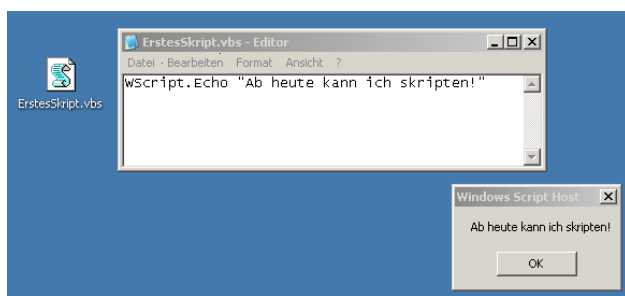 ErstesSkript.vbs
ErstesSkript.vbs - Editor
Datei Bearbeiten Format Ansicht ?
WScript.Echo "Ab heute kann ich skripten!"
Windows Script Host
Ab heute kann ich skripten!
OK